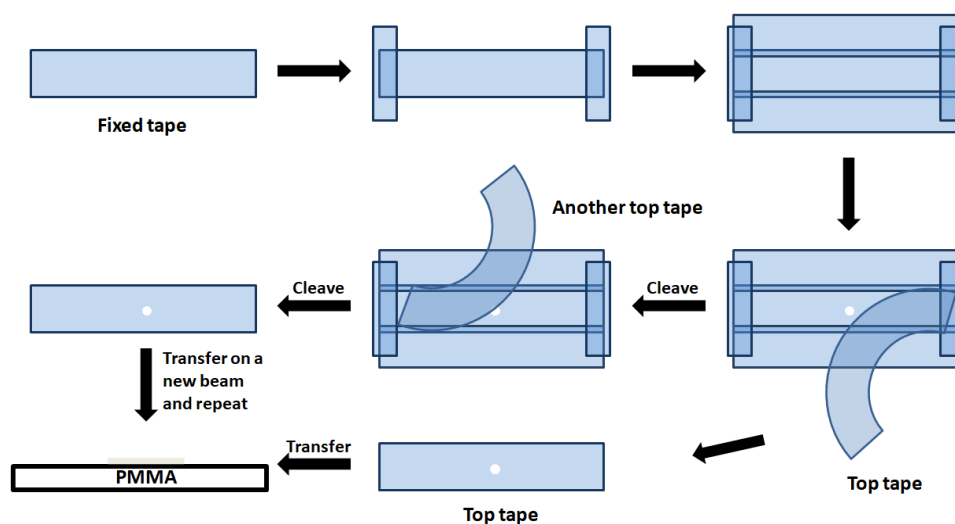 Fixed tape
Another top tape
Cleave
Cleave
Transfer on a
new beam
and repeat
Transfer
PMMA
Top tape
Top tape